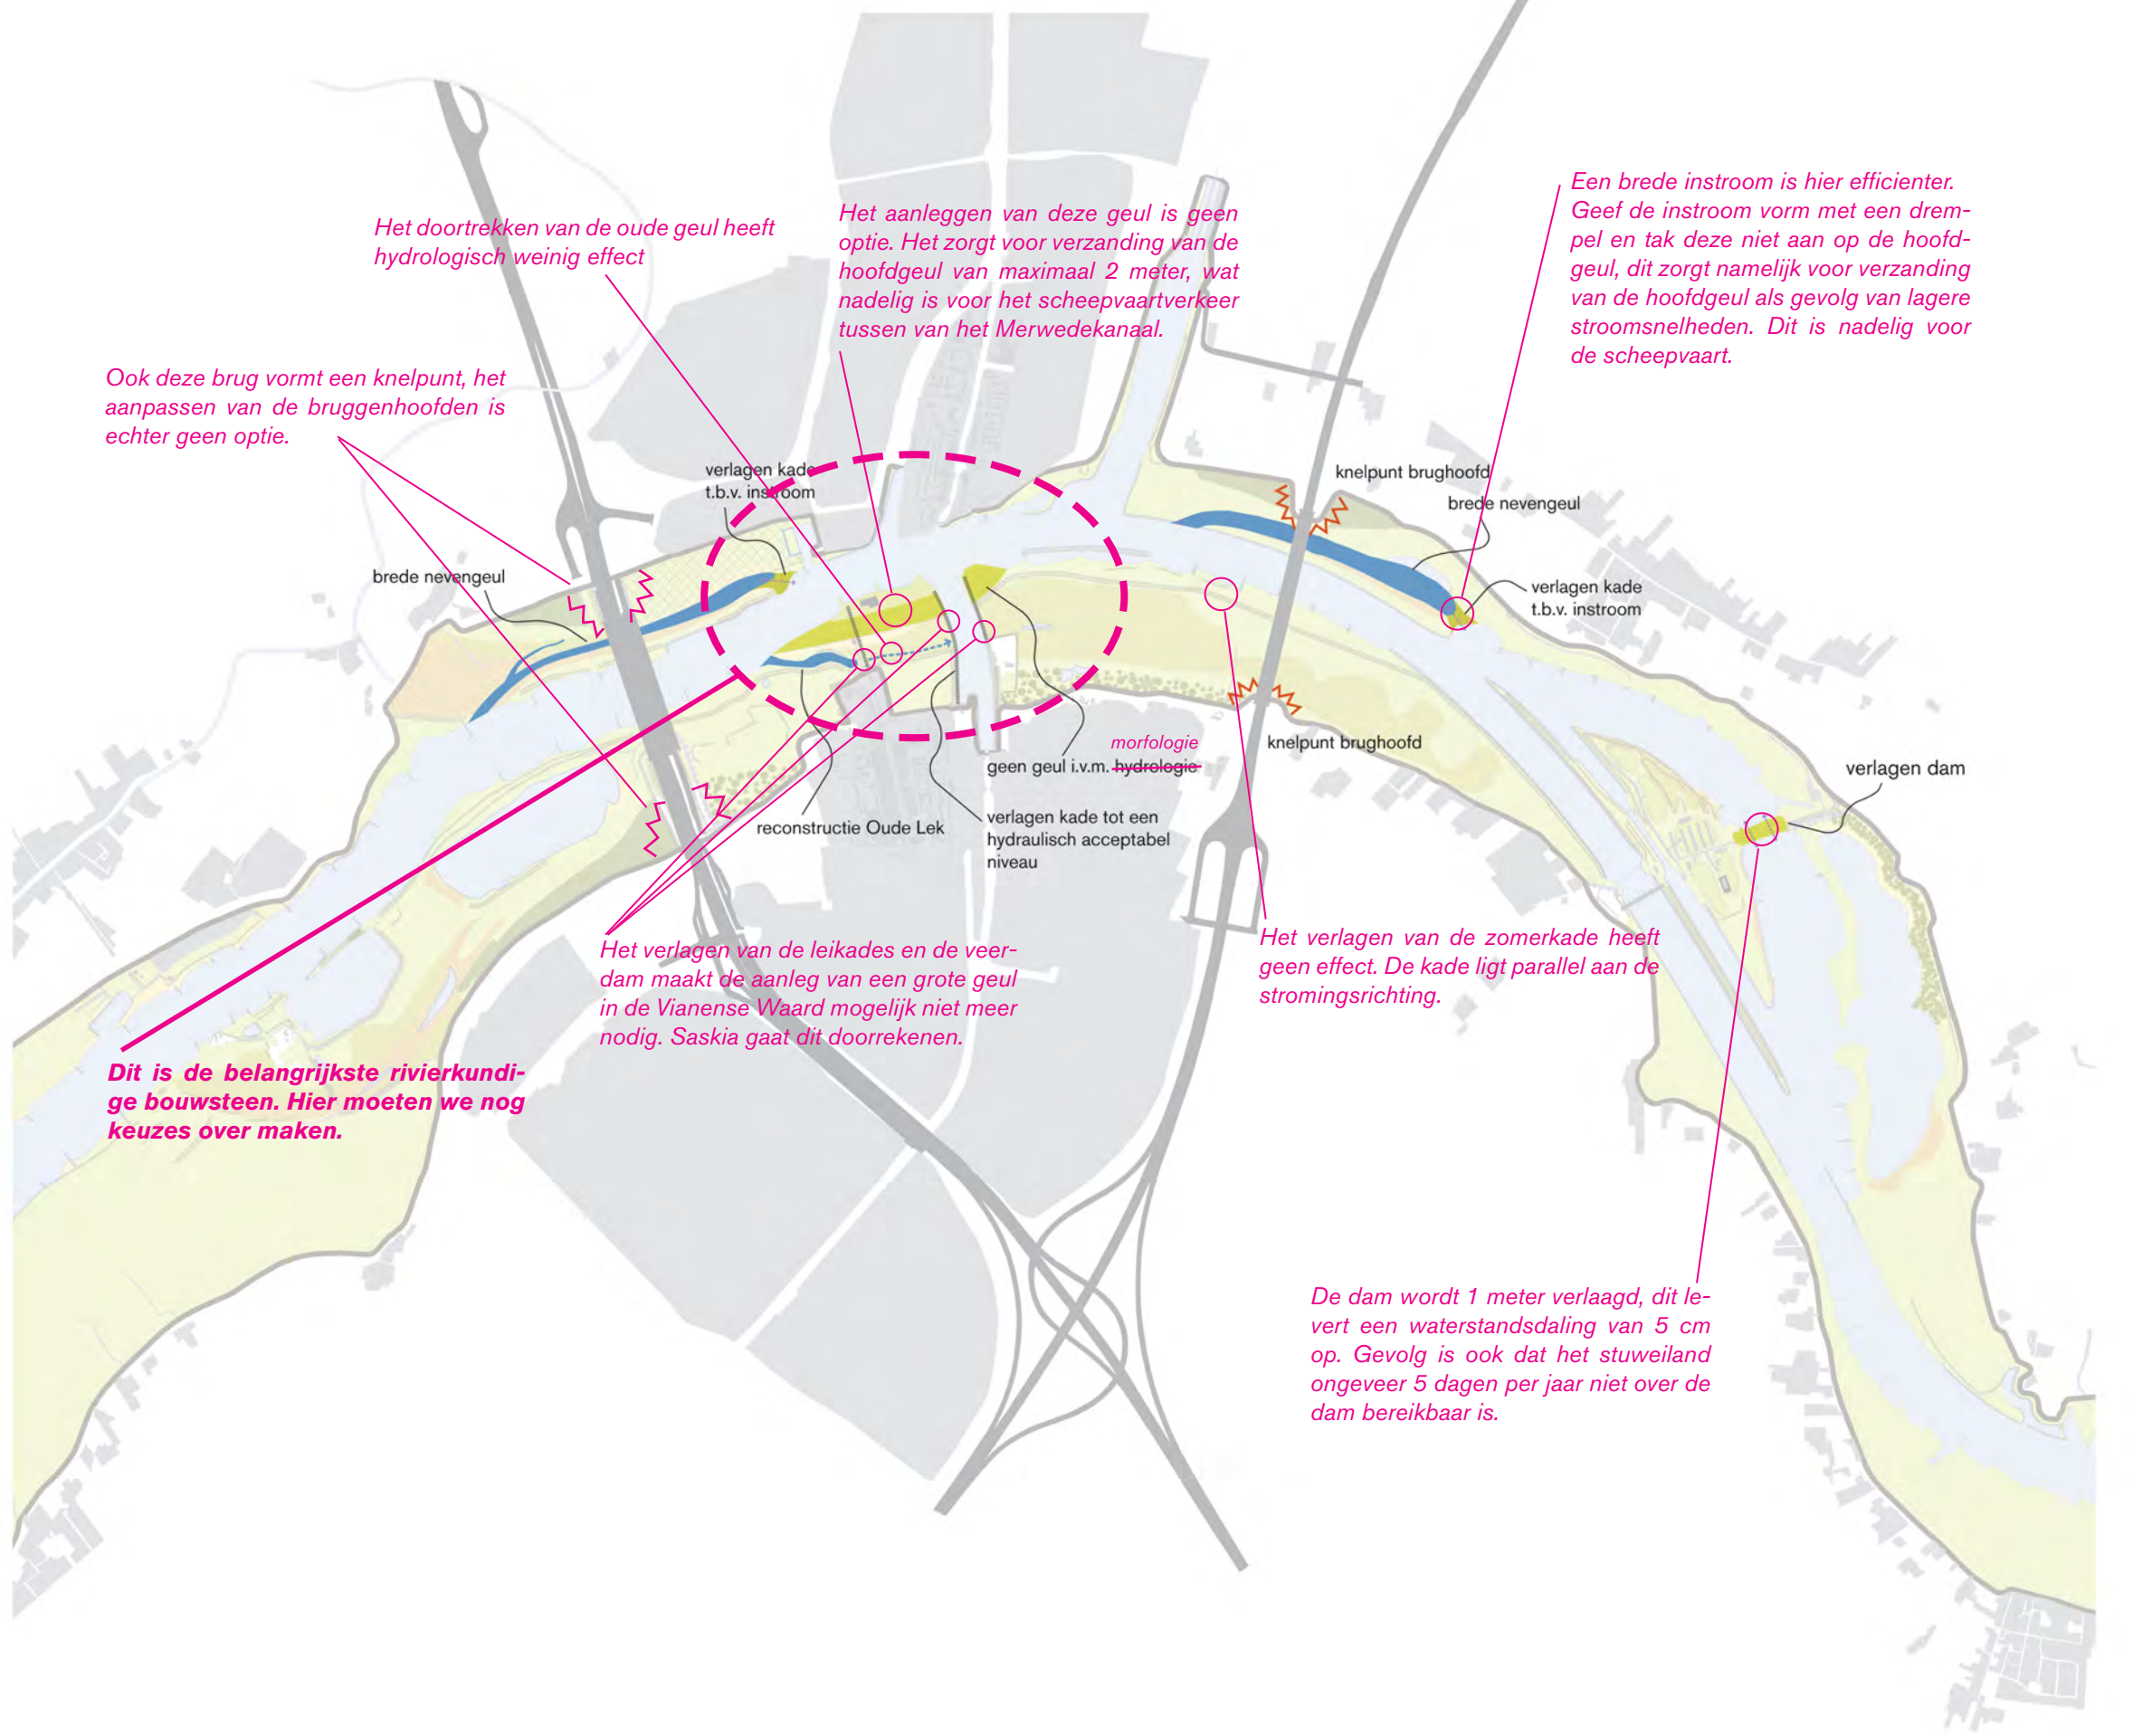 Een brede instroom is hier efficienter.
Geef de instroom vorm met een drem-
pel en tak deze niet aan op de hoofd-
geul, dit zorgt namelijk voor verzanding
van de hoofdgeul als gevolg van lagere
stroomsnelheden. Dit is nadelig voor
de scheepvaart.
Het aanleggen van deze geul is geen
optie. Het zorgt voor verzanding van de
hoofdgeul van maximaal 2 meter, wat
nadelig is voor het scheepvaartverkeer
tussen van het Merwedekanaal.
Het doortrekken van de oude geul heeft
hydrologisch weinig effect
Ook deze brug vormt een knelpunt, het
aanpassen van de bruggenhoofden is
echter geen optie.
verlagen kade
t.b.v. instroom
knelpunt brughoofd
brede nevengeul
brede nevengeul
verlagen kade
t.b.v. instroom
morfologie
geen geul i.v.m. hydrologie
knelpunt brughoofd
verlagen dam
reconstructie Oude Lek
verlagen kade tot een
hydraulisch acceptabel
niveau
Het verlagen van de leikades en de veer-
dam maakt de aanleg van een grote geul
in de Vianense Waard mogelijk niet meer
nodig. Saskia gaat dit doorrekenen.
Het verlagen van de zomerkade heeft
geen effect. De kade ligt parallel aan de
stromingsrichting.
Dit is de belangrijkste rivierkundi-
ge bouwsteen. Hier moeten we nog
keuzes over maken.
De dam wordt 1 meter verlaagd, dit le-
vert een waterstandsdaling van 5 cm
op. Gevolg is ook dat het stuweiland
ongeveer 5 dagen per jaar niet over de
dam bereikbaar is.